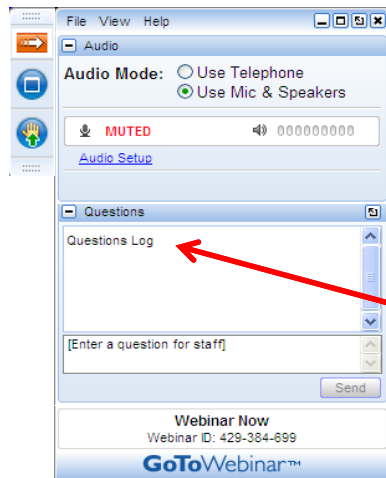 File View Help
Audio
Audio Mode: Use Telephone
Use Mic & Speakers
MUTED 000000000
Audio Setup
Questions
Questions Log
[Enter a question for staff]
Send
Webinar Now
Webinar ID: 429-384-699
GoToWebinar™